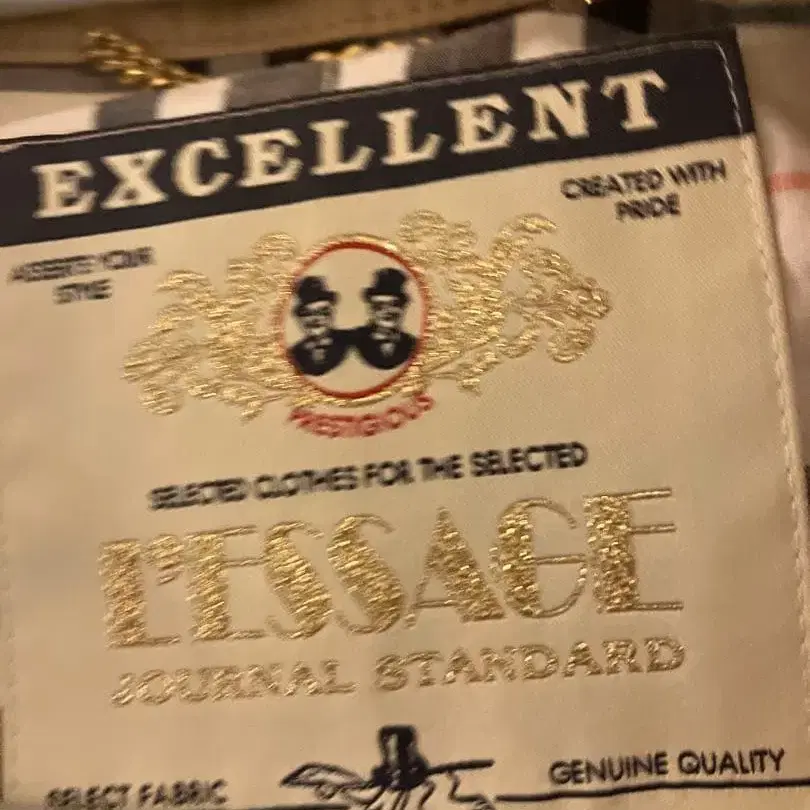 EXCELLENT
CREATED WITH
PRIDE
YOUR
STYLE
PRESTIGIOUS
SELECTED CLOTHES FOR THE SELECTED
L'ESSAGE
JOURNAL STANDARD
SELECT FABRIC
GENUINE QUALITY